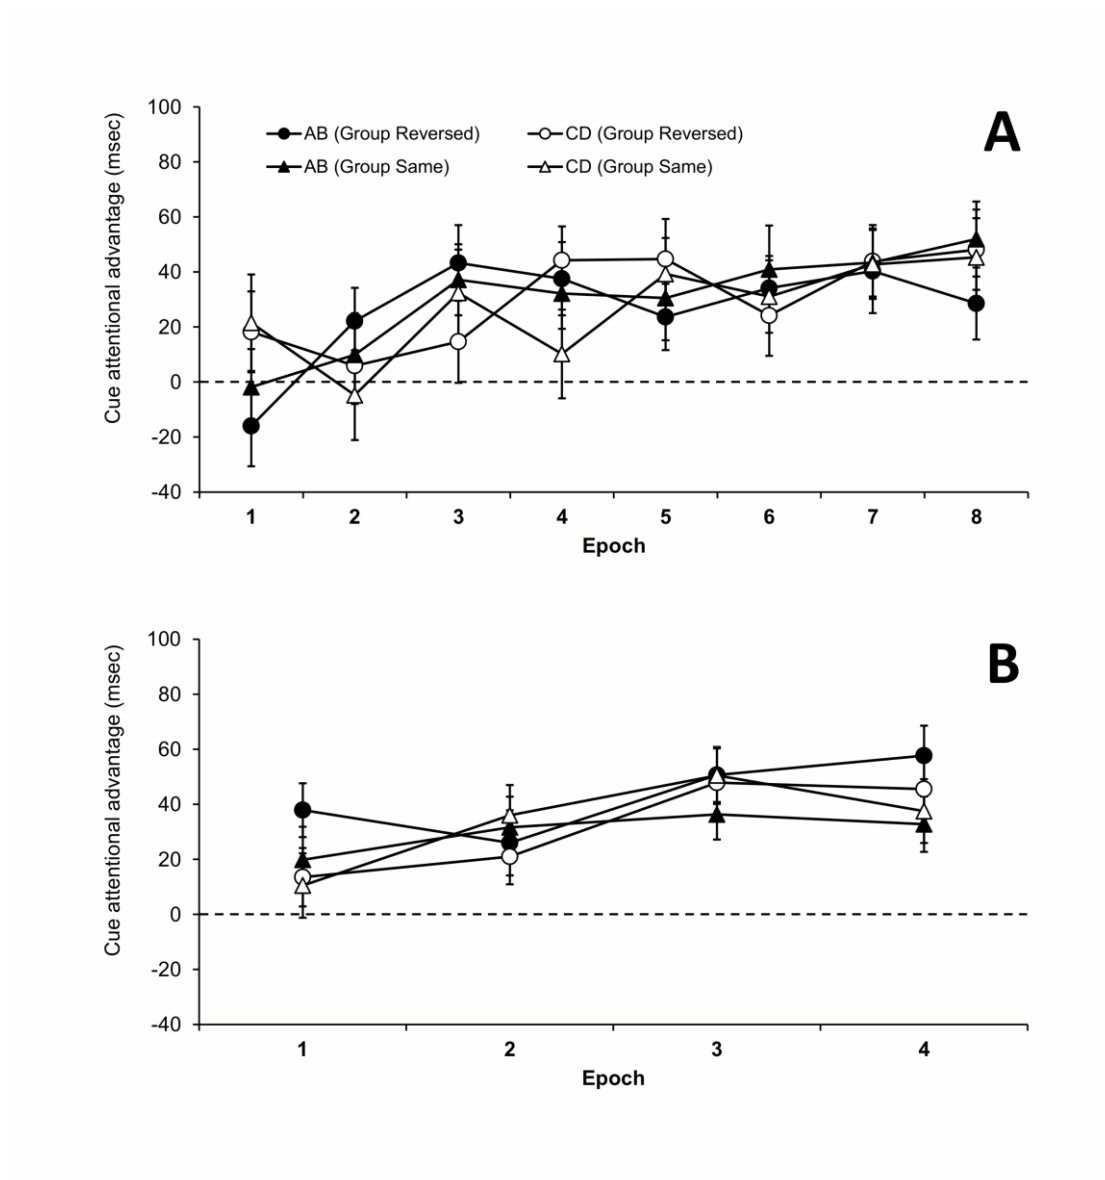 A
AB (Group Reversed) CD (Group Reversed)
AB (Group Same) CD (Group Same)
Cue attentional advantage (msec)
100
80
60
40
20
0
-20
-40
1 2 3 4 5 6 7 8
Epoch
B
Cue attentional advantage (msec)
100
80
60
40
20
0
-20
-40
1 2 3 4
Epoch